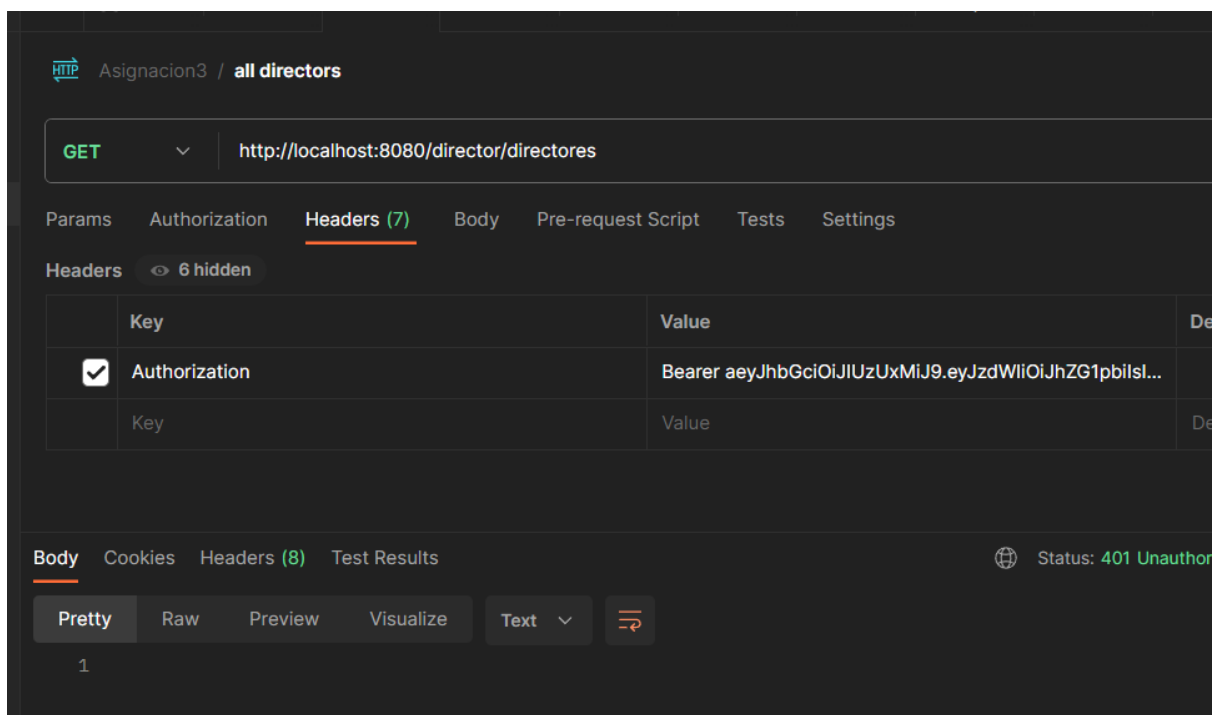 HTTP Asignacion3 / all directors
GET http://localhost:8080/director/directores
Params Authorization Headers (7) Body Pre-request Script Tests Settings
Headers 6 hidden
Key Value De
Authorization Bearer aeyJhbGciOiJIUzUxMiJ9.eyJzdWIiOiJhZG1pbiIsI...
Key Value De
Body Cookies Headers (8) Test Results Status: 401 Unauthor
Pretty Raw Preview Visualize Text
1